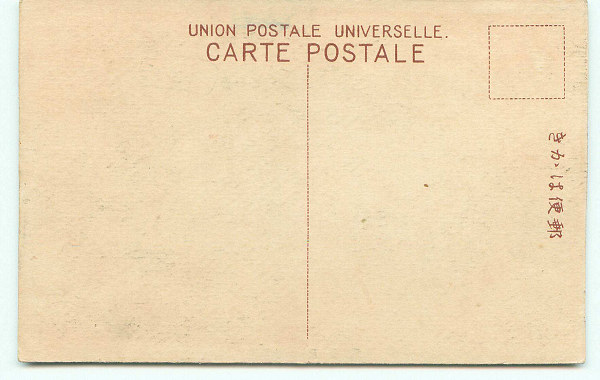 UNION POSTALE UNIVERSELLE.
CARTE POSTALE
きかは便郵